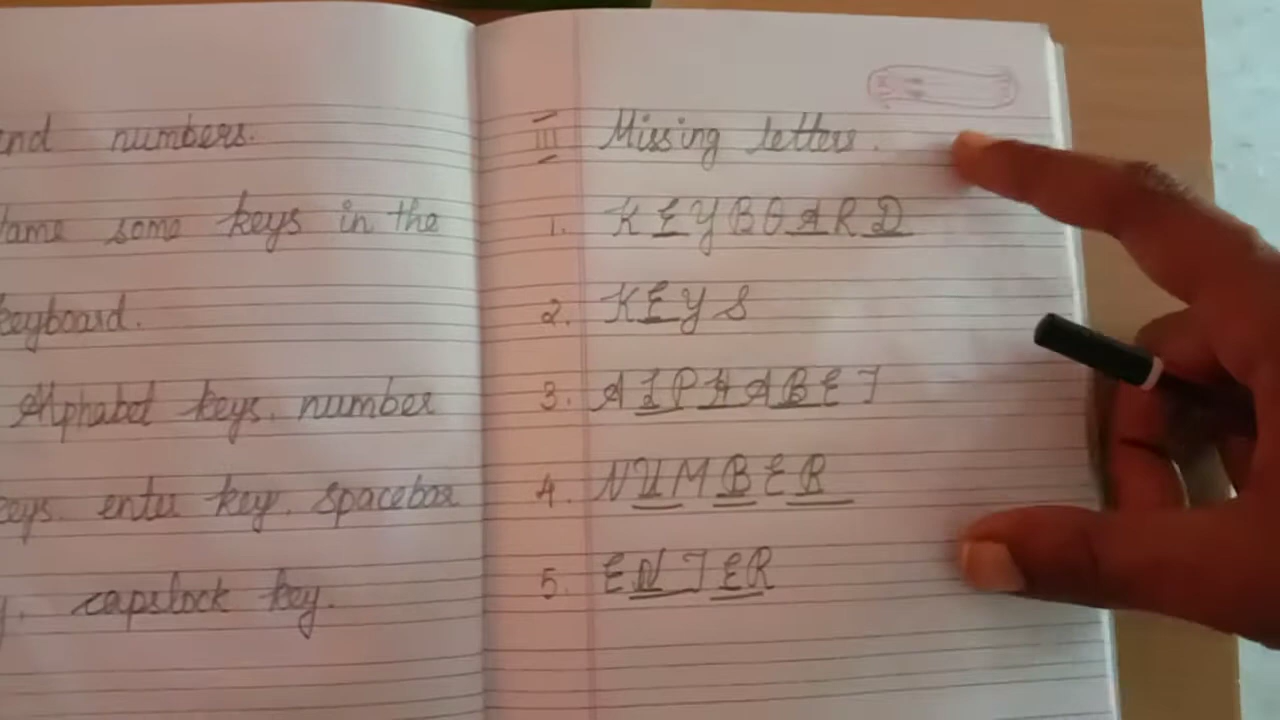 and numbers.
Name some keys in the
keyboard.
Alphabet keys. number
keys. enter key. spacebar
capslock key.
III Missing letters.
1. KEYBOARD
2. KEYS
3. ALPHABET
4. NUMBER
5. ENTER